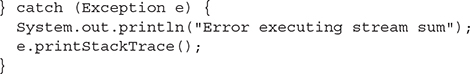 } catch (Exception e) {
  System.out.println("Error executing stream sum");
  e.printStackTrace();
}